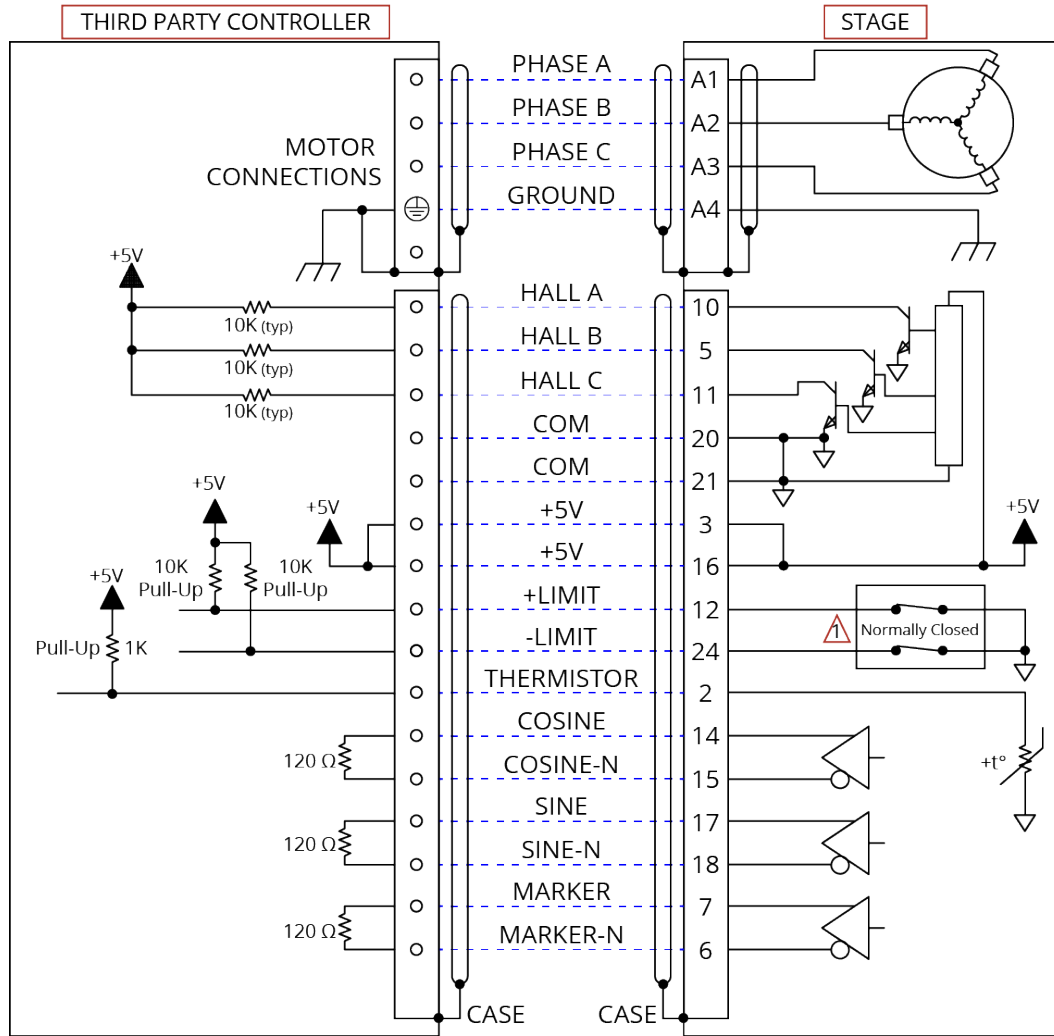 THIRD PARTY CONTROLLER
STAGE
MOTOR
CONNECTIONS
PHASE A
A1
PHASE B
A2
PHASE C
A3
GROUND
A4
+5V
10K (typ)
10K (typ)
10K (typ)
HALL A
10
HALL B
5
HALL C
11
COM
20
COM
21
+5V
3
+5V
16
+LIMIT
12
-LIMIT
24
THERMISTOR
2
COSINE
14
COSINE-N
15
SINE
17
SINE-N
18
MARKER
7
MARKER-N
6
+5V
10K
Pull-Up
10K
Pull-Up
+5V
+5V
Pull-Up
1K
120 Ω
120 Ω
120 Ω
+5V
1
Normally Closed
+t°
CASE
CASE